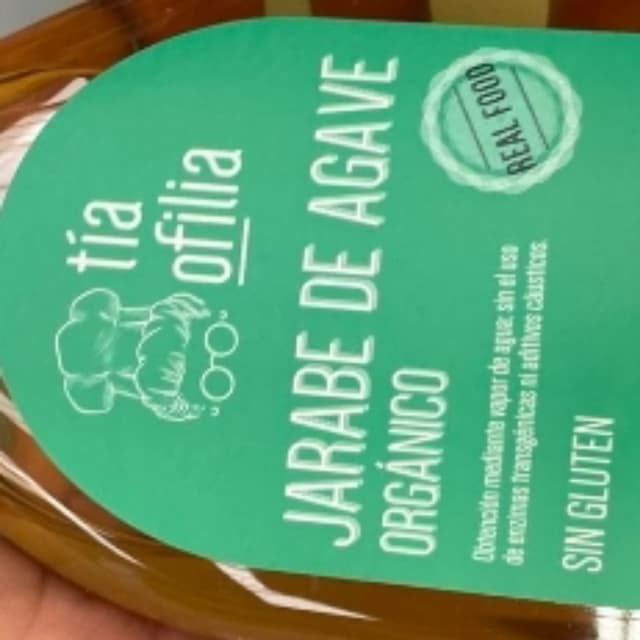 tía
ofilia
JARABE DE AGAVE
ORGÁNICO
REAL FOOD
Obtención mediante vapor de agua: sin el uso
de enzimas transgénicas ni aditivos cáusticos.
SIN GLUTEN